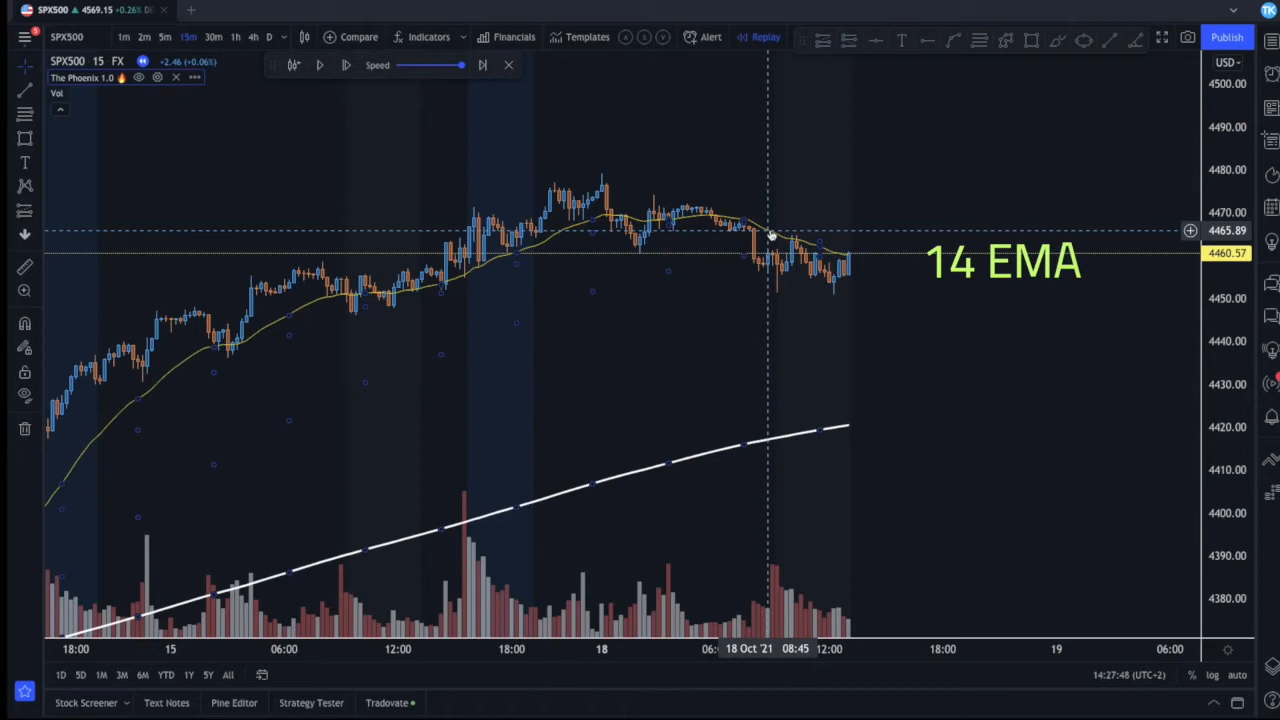 SPX500 ▲ 4569.15 +0.26%
TK
5
SPX500 1m 2m 5m 15m 30m 1h 4h D Compare Indicators Financials Templates Alert Replay Publish
SPX500 15 FX +2.46 (+0.06%)
Speed
USD
The Phoenix 1.0 🔥
Vol
4500.00
4490.00
4480.00
4470.00
4465.89
4460.57
14 EMA
4450.00
4440.00
4430.00
4420.00
4410.00
4400.00
4390.00
4380.00
18:00 15 06:00 12:00 18:00 18 06: 18 Oct '21 08:45 12:00 18:00 19 06:00
1D 5D 1M 3M 6M YTD 1Y 5Y All 14:27:48 (UTC-2) % log auto
Stock Screener Text Notes Pine Editor Strategy Tester Tradovate